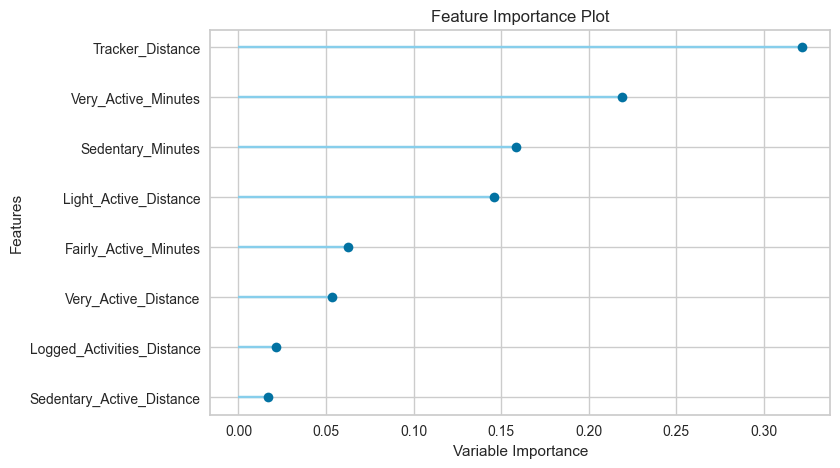 Feature Importance Plot
Tracker_Distance
Very_Active_Minutes
Sedentary_Minutes
Light_Active_Distance
Fairly_Active_Minutes
Very_Active_Distance
Logged_Activities_Distance
Sedentary_Active_Distance
Features
0.00 0.05 0.10 0.15 0.20 0.25 0.30
Variable Importance